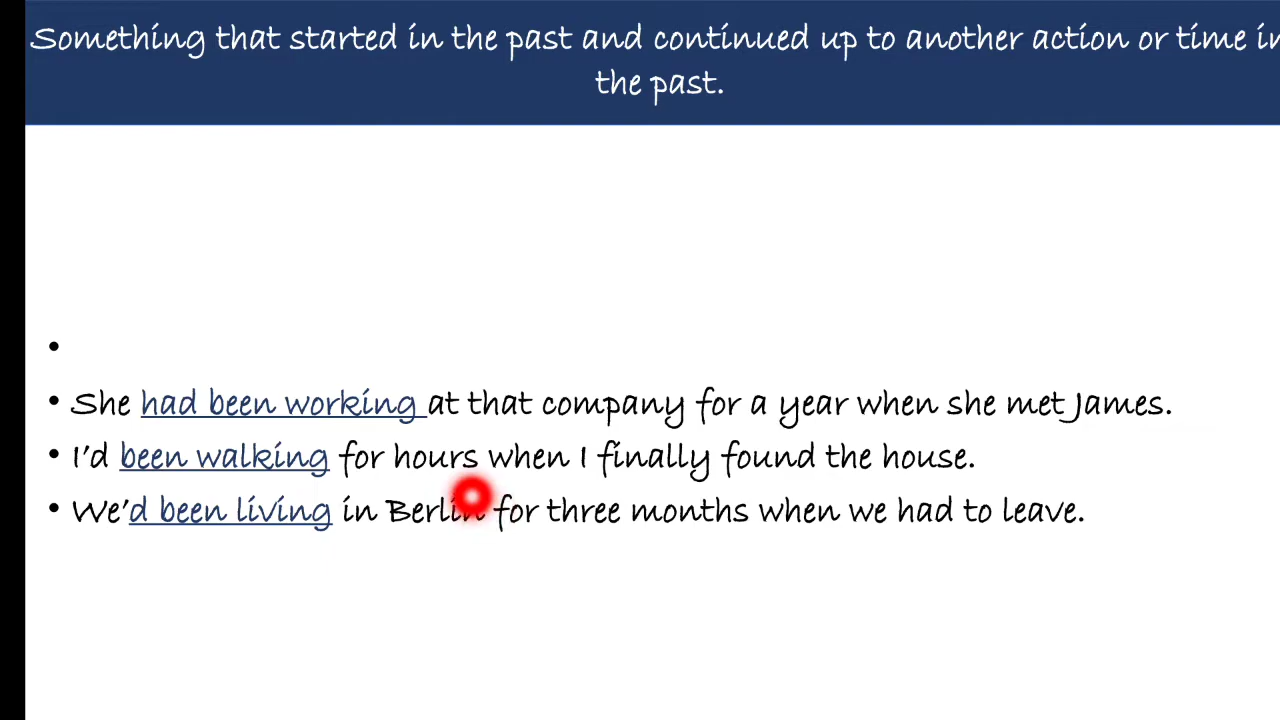 Something that started in the past and continued up to another action or time in
the past.
•
• She had been working at that company for a year when she met James.
• I'd been walking for hours when I finally found the house.
• We'd been living in Berlin for three months when we had to leave.